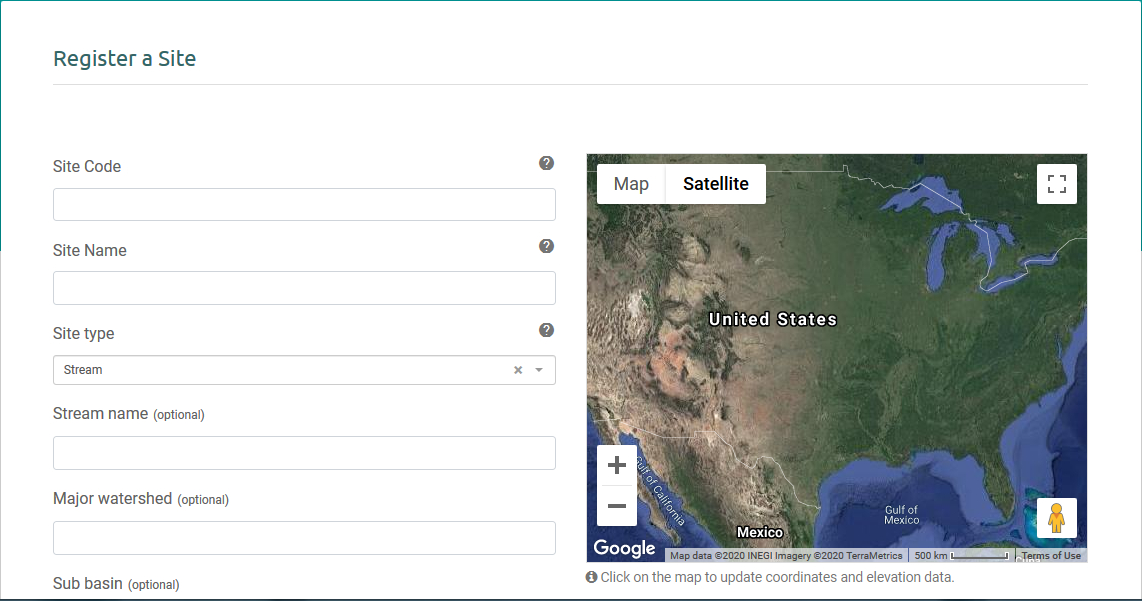 Register a Site
Site Code
Site Name
Site type
Stream
Stream name (optional)
Major watershed (optional)
Sub basin (optional)
Map
Satellite
United States
Gulf of California
Gulf of
Mexico
Mexico
Google
Map data ©2020 INEGI Imagery ©2020 TerraMetrics
500 km
Terms of Use
Click on the map to update coordinates and elevation data.